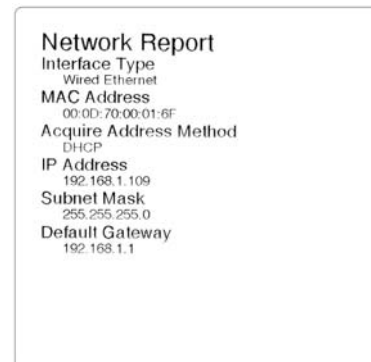 Network Report
Interface Type
Wired Ethernet
MAC Address
00:0D:70:00:01:6F
Acquire Address Method
DHCP
IP Address
192.168.1.109
Subnet Mask
255.255.255.0
Default Gateway
192.168.1.1